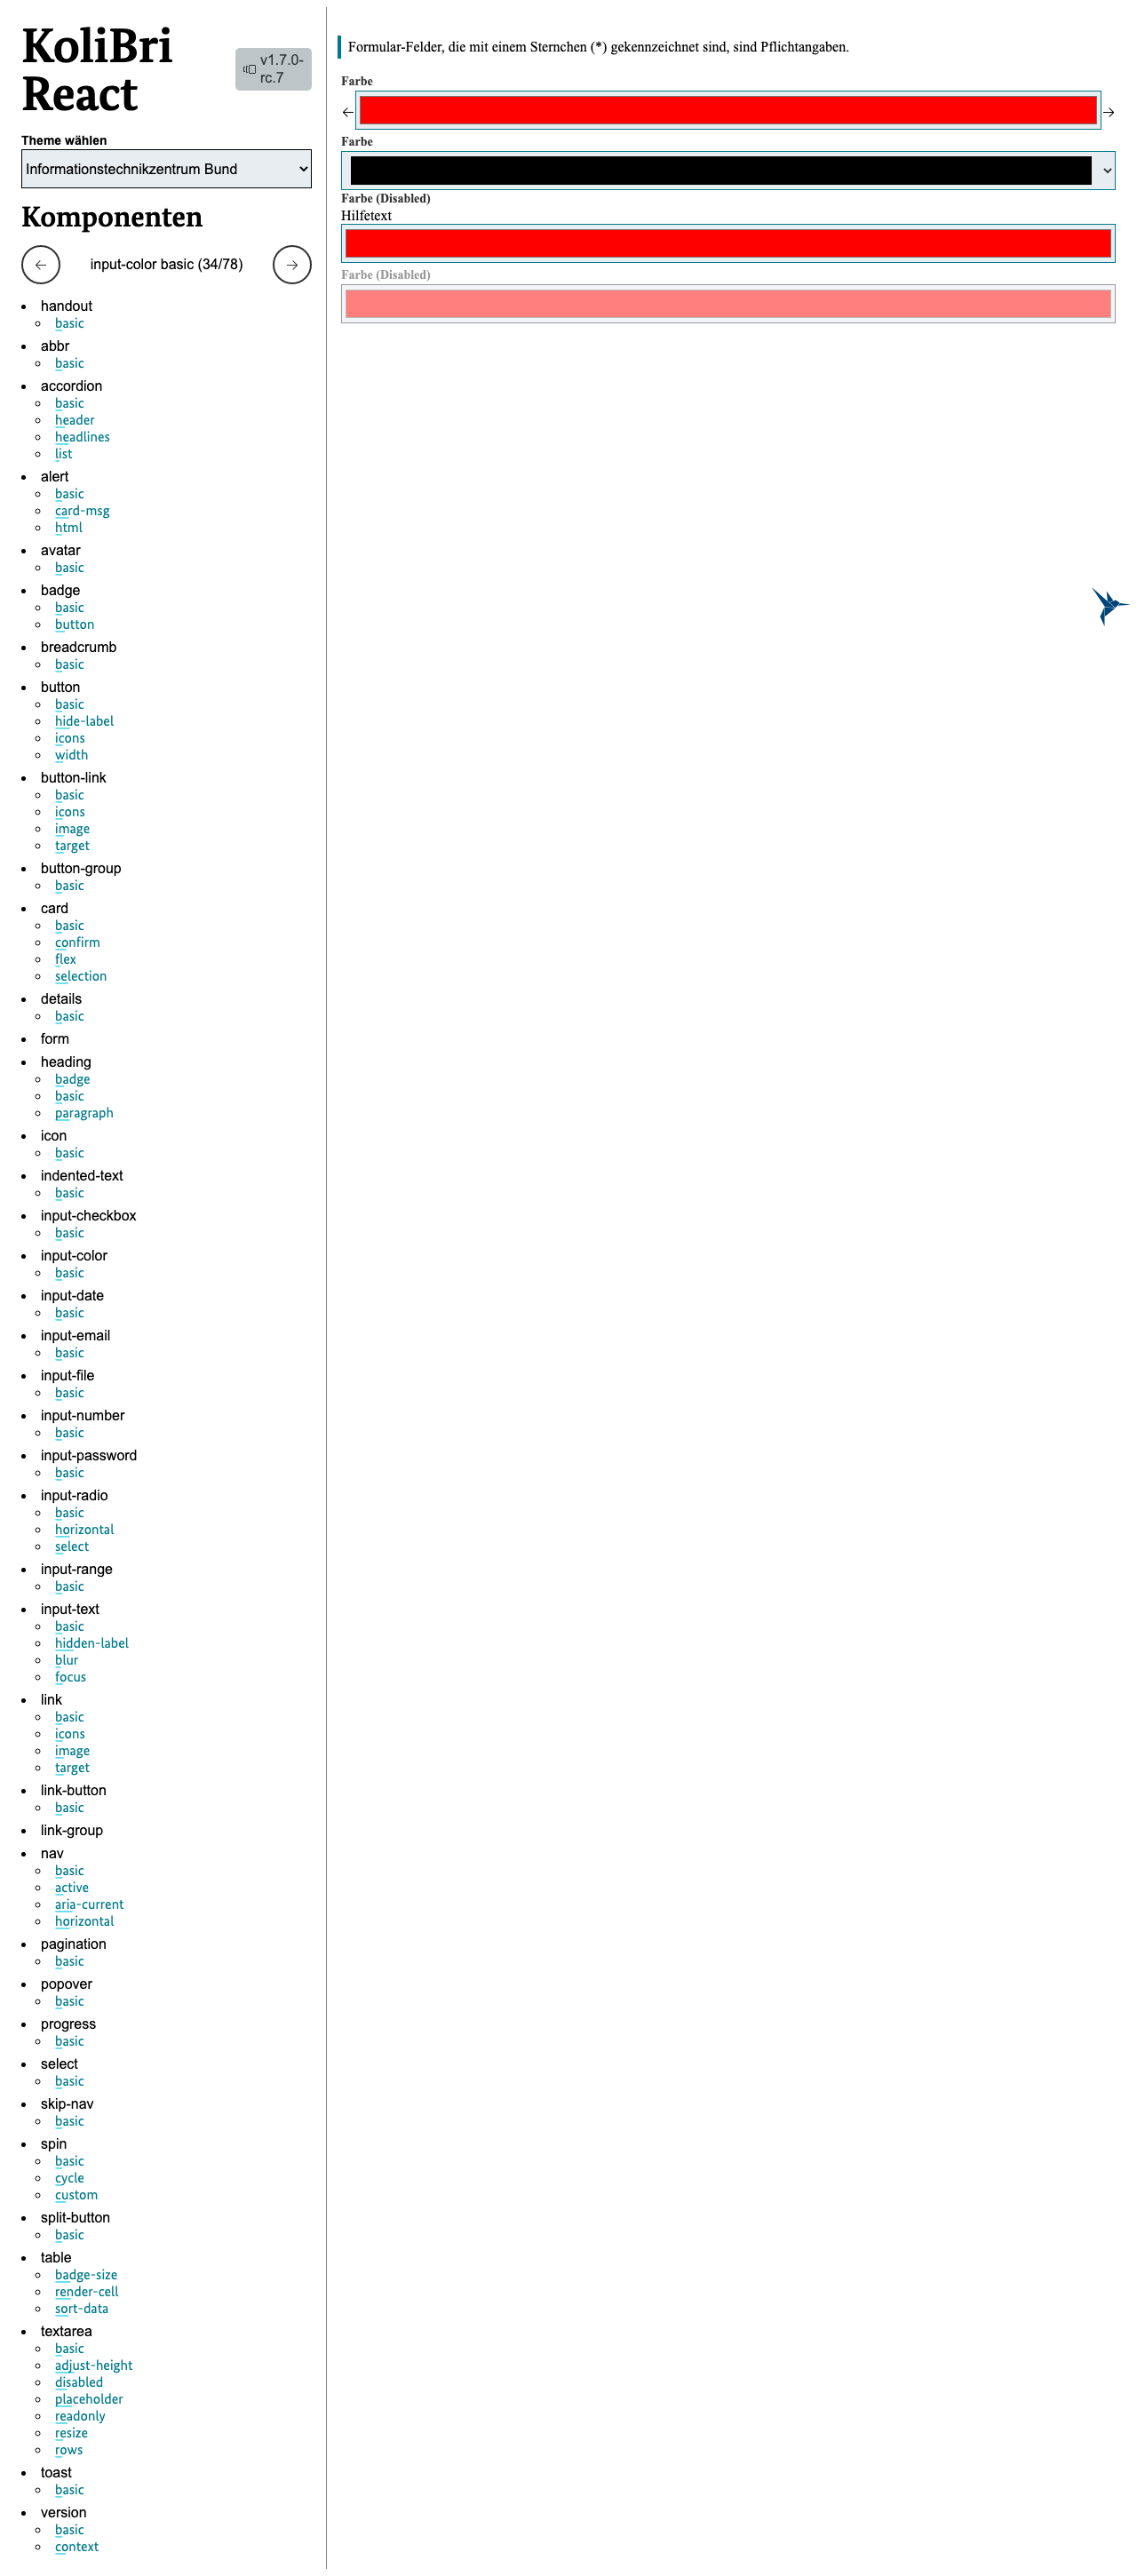 KoliBri
React
v1.7.0-
rc.7
Theme wählen
Informationstechnikzentrum Bund
Komponenten
input-color basic (34/78)
handout
basic
abbr
basic
accordion
basic
header
headlines
list
alert
basic
card-msg
html
avatar
basic
badge
basic
button
breadcrumb
basic
button
basic
hide-label
icons
width
button-link
basic
icons
image
target
button-group
basic
card
basic
confirm
flex
selection
details
basic
form
heading
badge
basic
paragraph
icon
basic
indented-text
basic
input-checkbox
basic
input-color
basic
input-date
basic
input-email
basic
input-file
basic
input-number
basic
input-password
basic
input-radio
basic
horizontal
select
input-range
basic
input-text
basic
hidden-label
blur
focus
link
basic
icons
image
target
link-button
basic
link-group
nav
basic
active
aria-current
horizontal
pagination
basic
popover
basic
progress
basic
select
basic
skip-nav
basic
spin
basic
cycle
custom
split-button
basic
table
badge-size
render-cell
sort-data
textarea
basic
adjust-height
disabled
placeholder
readonly
resize
rows
toast
basic
version
basic
context
Formular-Felder, die mit einem Sternchen (*) gekennzeichnet sind, sind Pflichtangaben.
Farbe
Farbe
Farbe (Disabled)
Hilfetext
Farbe (Disabled)